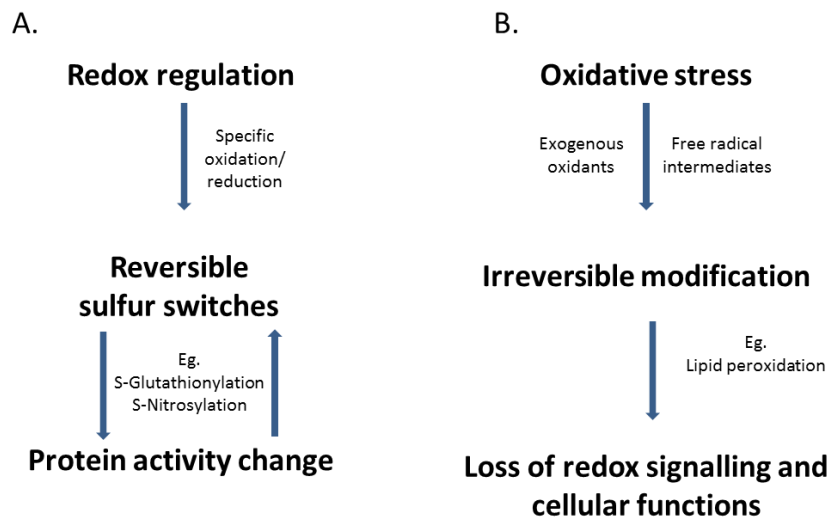 A.
Redox regulation
Specific
oxidation/
reduction
Reversible
sulfur switches
Eg.
S-Glutathionylation
S-Nitrosylation
Protein activity change
B.
Oxidative stress
Exogenous
oxidants
Free radical
intermediates
Irreversible modification
Eg.
Lipid peroxidation
Loss of redox signalling and
cellular functions